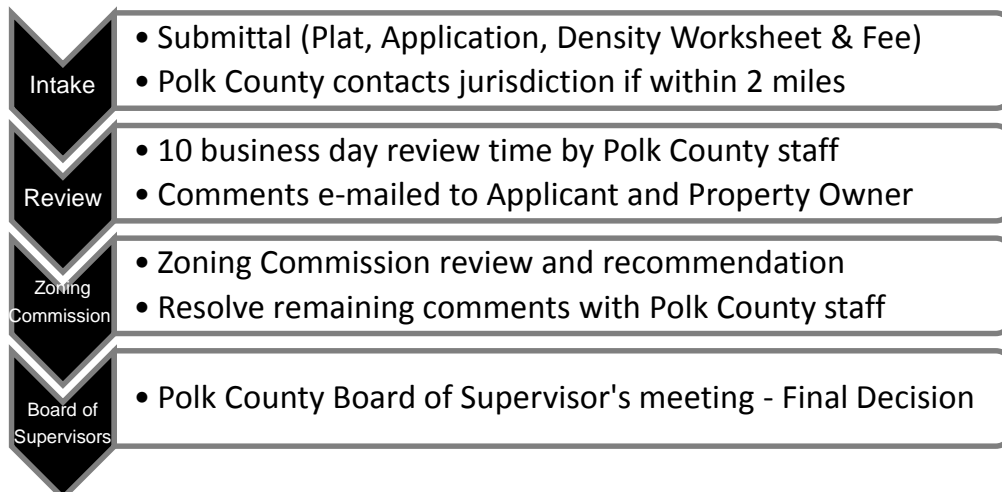 Intake
• Submittal (Plat, Application, Density Worksheet & Fee)
• Polk County contacts jurisdiction if within 2 miles
Review
• 10 business day review time by Polk County staff
• Comments e-mailed to Applicant and Property Owner
Zoning
Commission
• Zoning Commission review and recommendation
• Resolve remaining comments with Polk County staff
Board of
Supervisors
• Polk County Board of Supervisor's meeting - Final Decision